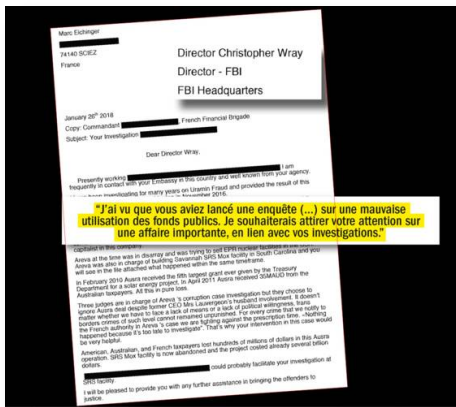 Marc Eichinger
74140 SCIEZ
France
Director Christopher Wray
Director - FBI
FBI Headquarters
January 26th 2018
Copy: Commandant , French Financial Brigade
Subject: Your Investigation
Dear Director Wray,
Presently working I am
frequently in contact with your Embassy in this country and well known from your agency.
investigating for many years on Uramin Fraud and provided the result of this
in November 2016.
“J'ai vu que vous aviez lancé une enquête (...) sur une mauvaise
utilisation des fonds publics. Je souhaiterais attirer votre attention sur
une affaire importante, en lien avec vos investigations.”
capitalist in this company.
Areva at the time was in disarray and was trying to sell EPR nuclear facilities in the
Areva was also in charge of building Savannah SRS Mox facility in South Carolina and you
will see in the file attached what happened within the same timeframe.
In February 2010 Ausra received the fifth largest grant ever given by the Treasury
Department for a solar energy project. In April 2011 Ausra received 35MAUD from the
Australian taxpayers. All this in pure loss.
Three judges are in charge of Areva 's corruption case investigation but they choose to
ignore Ausra deal despite former CEO Mrs Lauvergeon's husband involvement. It doesn't
matter whether we have to face a lack of means or a lack of political willingness, trans
borders crimes of such level cannot remained unpunished. For every crime that we notify to
the French authority in Areva 's case we are fighting against the prescription time. «Nothing
happened because it's too late to investigate". That's why your intervention in this case would
be very helpful.
American, Australian, and French taxpayers lost hundreds of millions of dollars in this Ausra
operation. SRS Mox facility is now abandoned and the project costed already several billion
dollars.
could probably facilitate your investigation at
SRS facility.
I will be pleased to provide you with any further assistance in bringing the offenders to
justice.